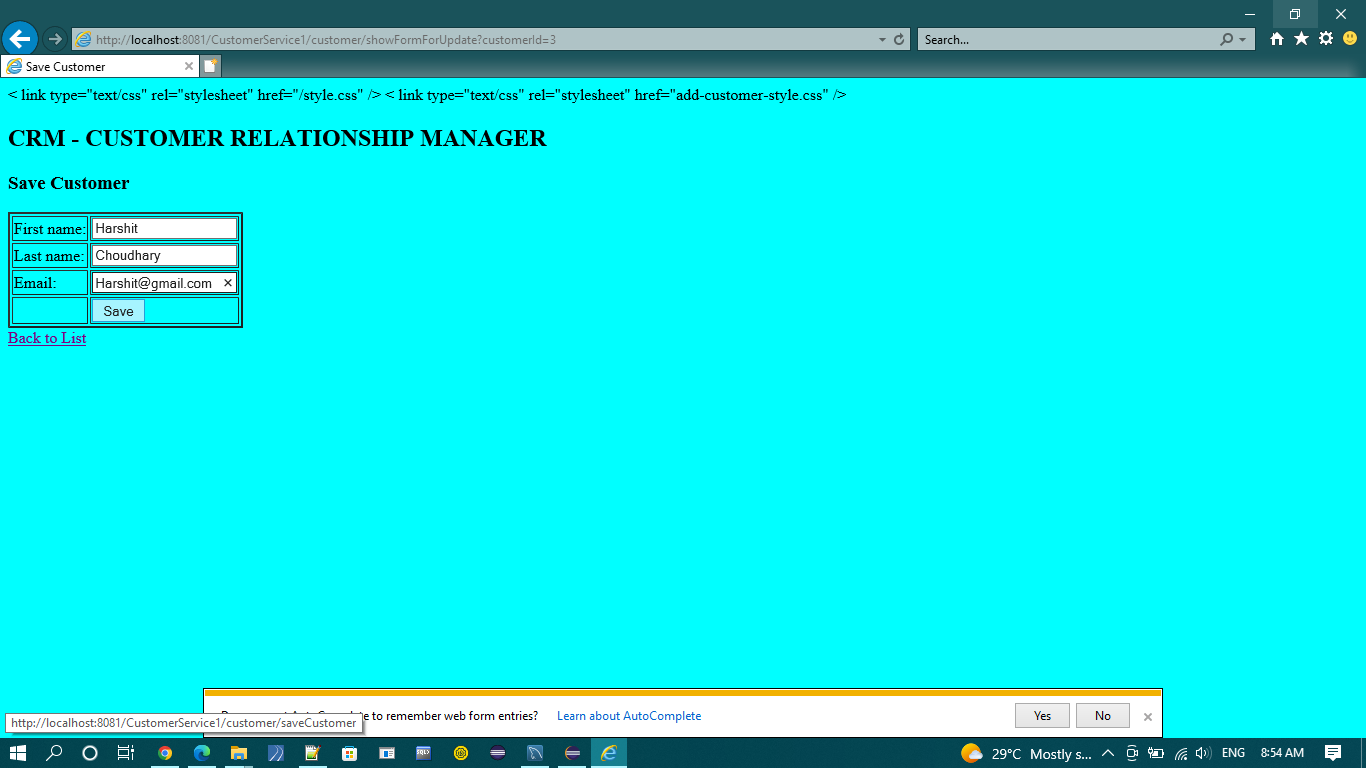 http://localhost:8081/CustomerService1/customer/showFormForUpdate?customerId=3
Search...
Save Customer
< link type="text/css" rel="stylesheet" href="/style.css" /> < link type="text/css" rel="stylesheet" href="add-customer-style.css" />
CRM - CUSTOMER RELATIONSHIP MANAGER
Save Customer
First name: Harshit
Last name: Choudhary
Email: Harshit@gmail.com
Save
Back to List
to remember web form entries? Learn about AutoComplete Yes No
http://localhost:8081/CustomerService1/customer/saveCustomer
29°C Mostly s... ENG 8:54 AM